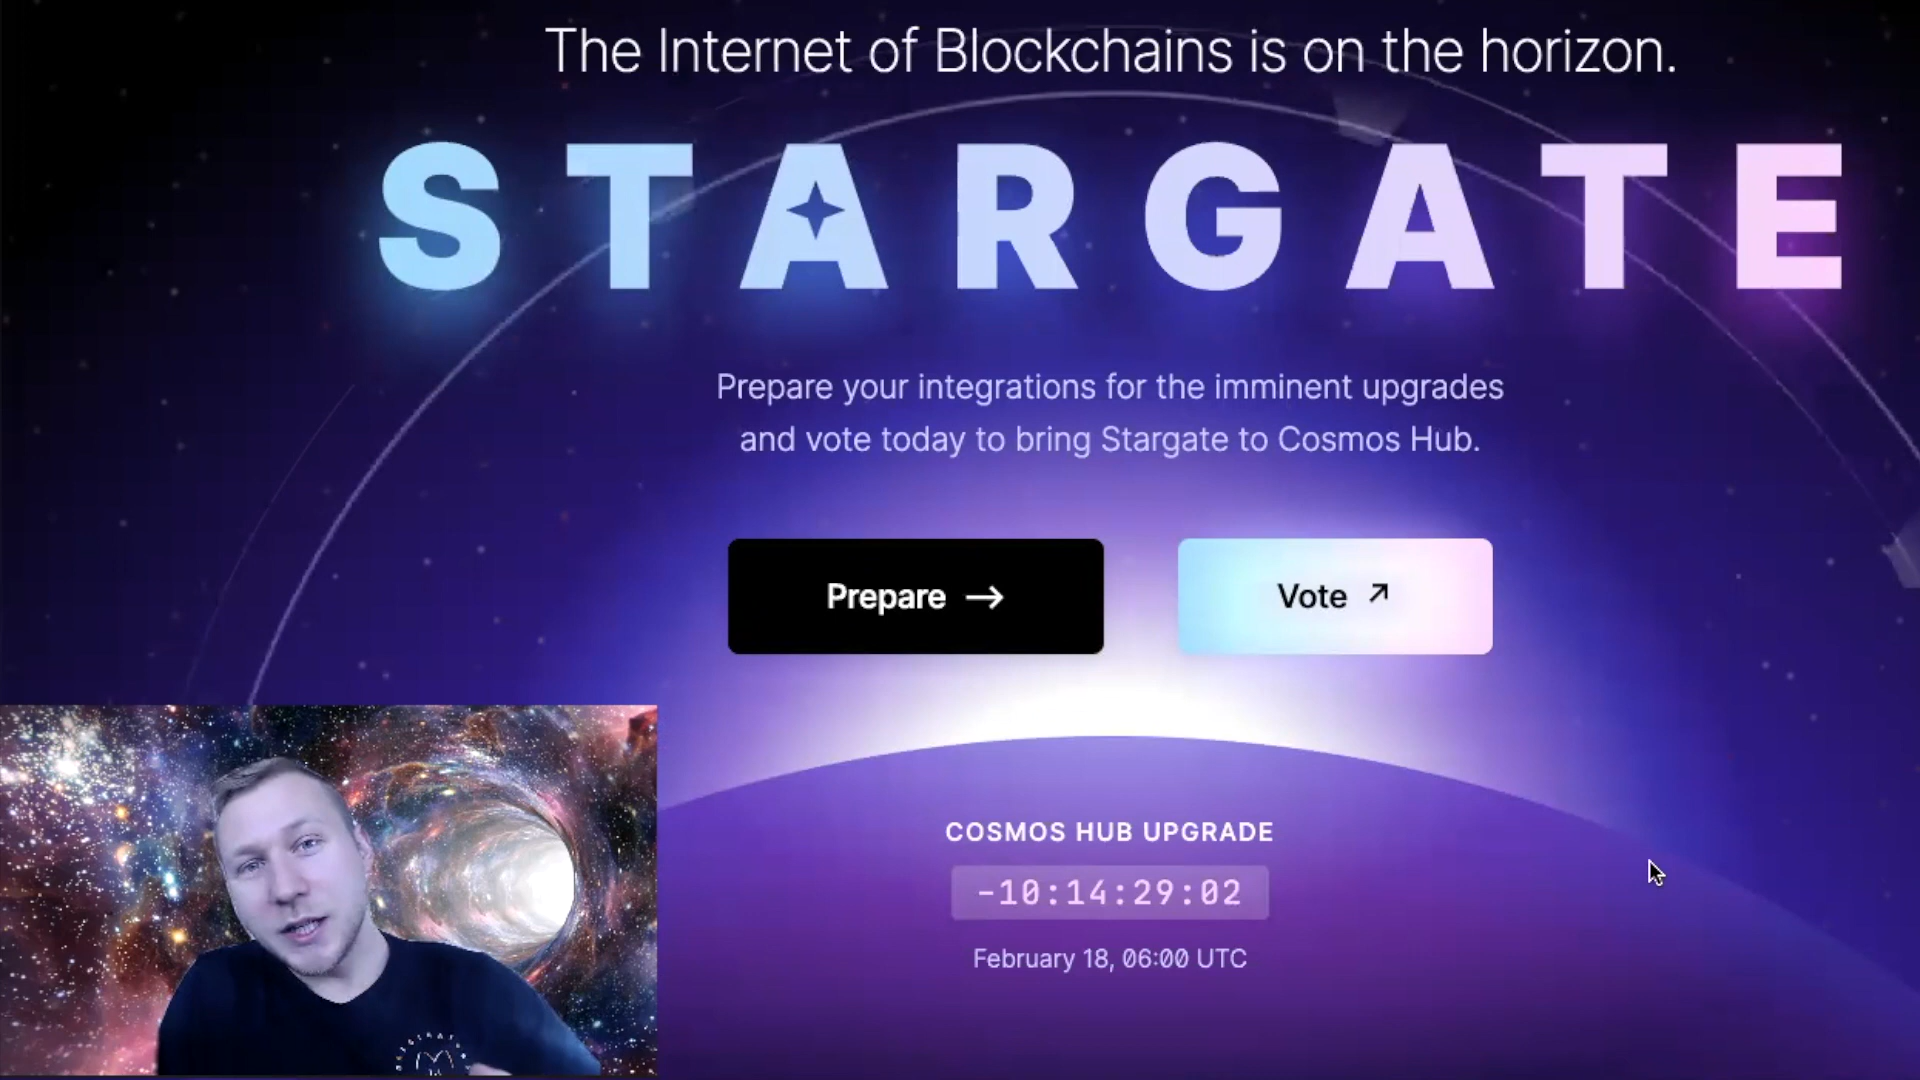 The Internet of Blockchains is on the horizon.
STARGATE
Prepare your integrations for the imminent upgrades
and vote today to bring Stargate to Cosmos Hub.
Prepare →
Vote ↗
COSMOS HUB UPGRADE
-10:14:29:02
February 18, 06:00 UTC